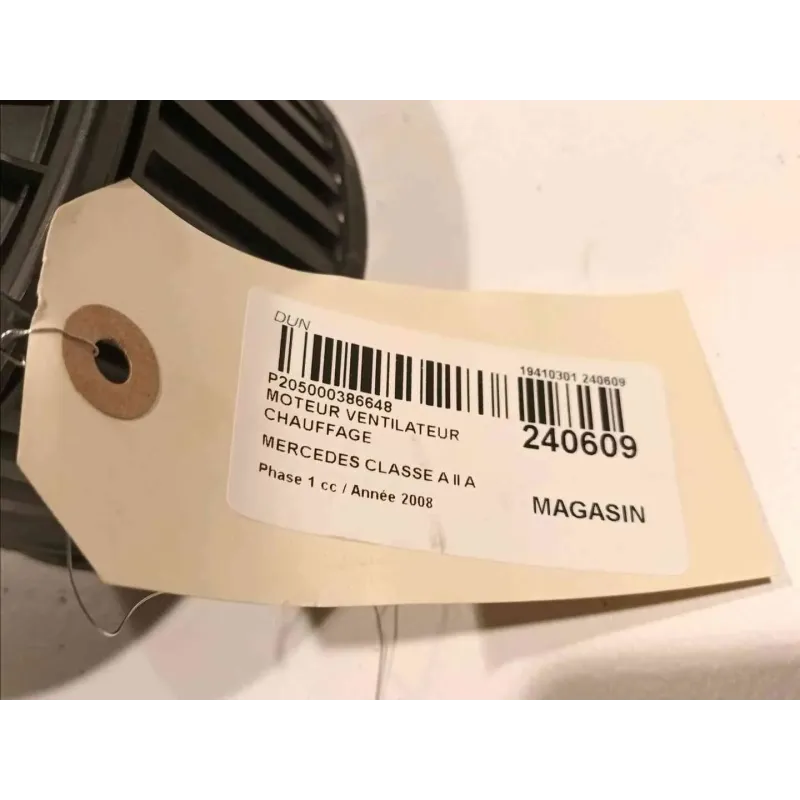 DUN
19410301 240609
P205000386648
240609
MOTEUR VENTILATEUR
CHAUFFAGE
MERCEDES CLASSE A II A
Phase 1 cc / Année 2008
MAGASIN